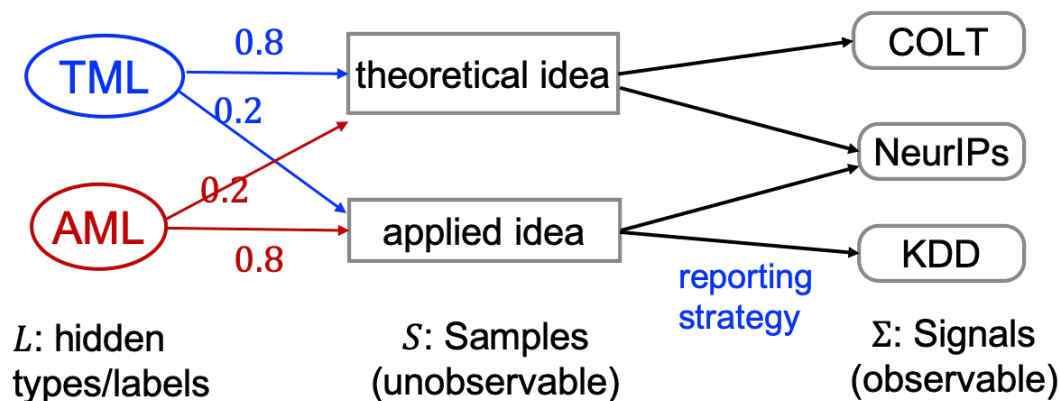 TML
0.8
0.2
theoretical idea
COLT
NeurIPs
AML
0.2
0.8
applied idea
KDD
reporting
strategy
L: hidden
types/labels
S: Samples
(unobservable)
Σ: Signals
(observable)